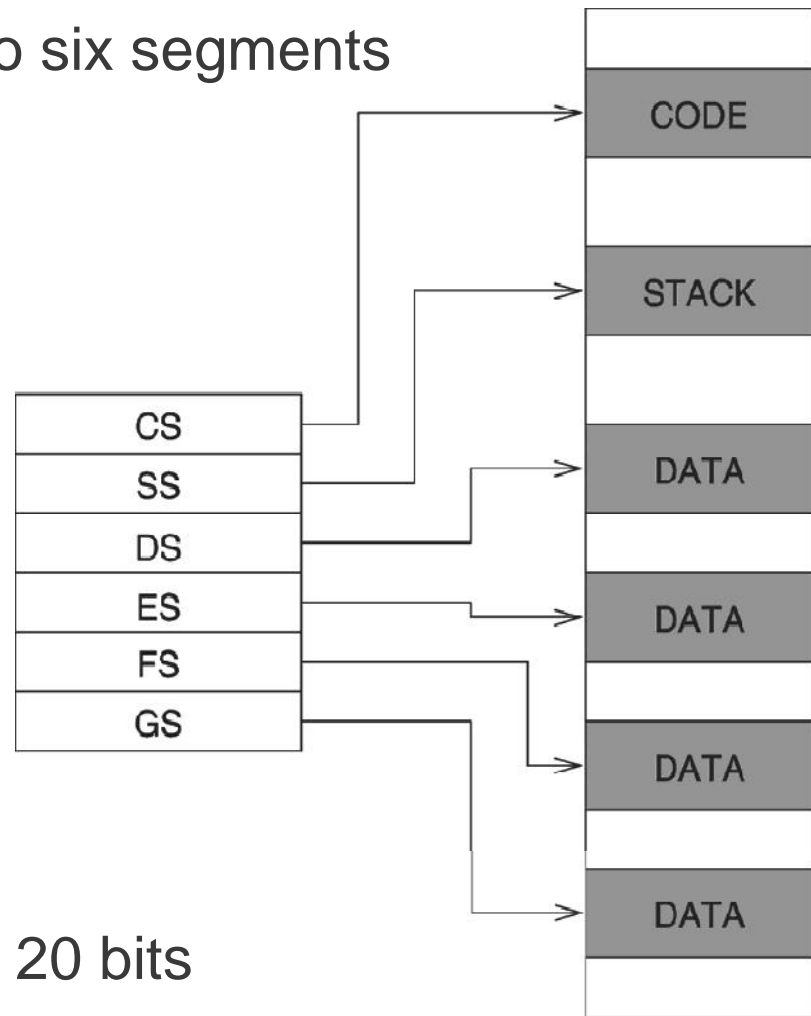 o six segments
CODE
STACK
CS
SS
DS
ES
FS
GS
DATA
DATA
DATA
DATA
20 bits